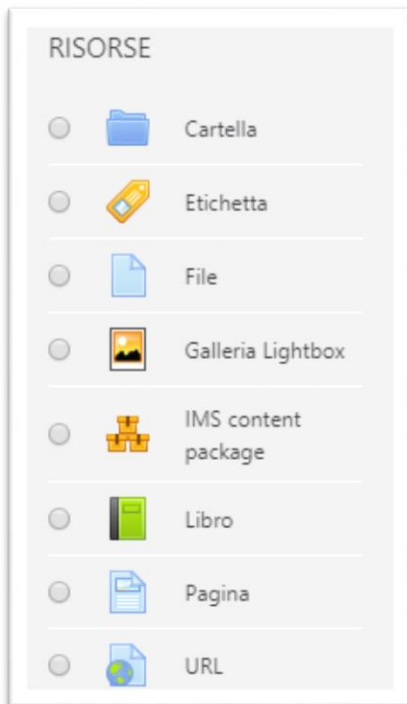 RISORSE
Cartella
Etichetta
File
Galleria Lightbox
IMS content
package
Libro
Pagina
URL